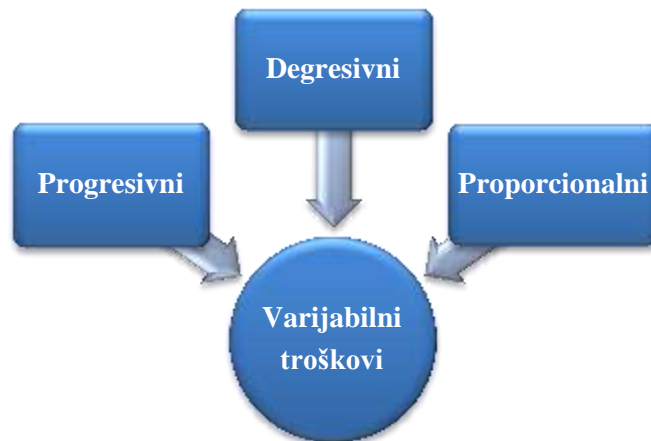 Degresivni
Progresivni
Proporcionalni
Varijabilni
troškovi